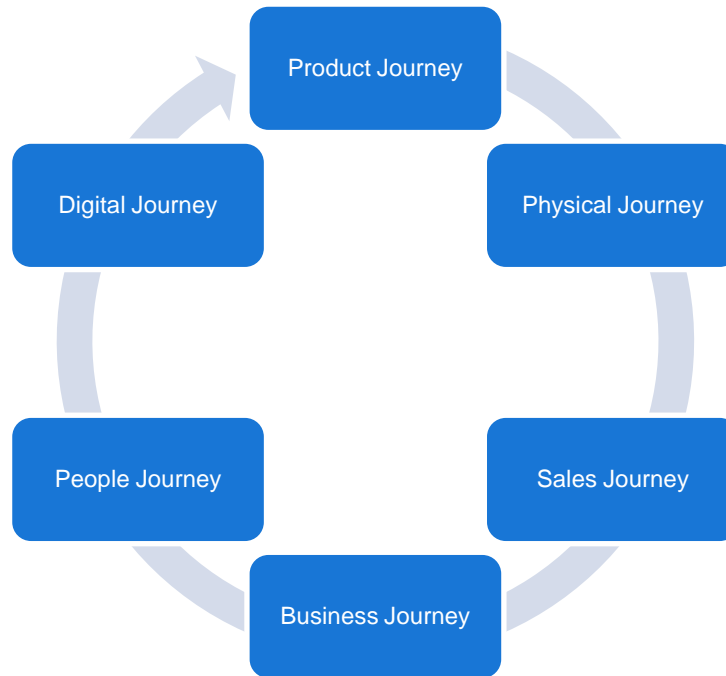 Product Journey
Physical Journey
Sales Journey
Business Journey
People Journey
Digital Journey